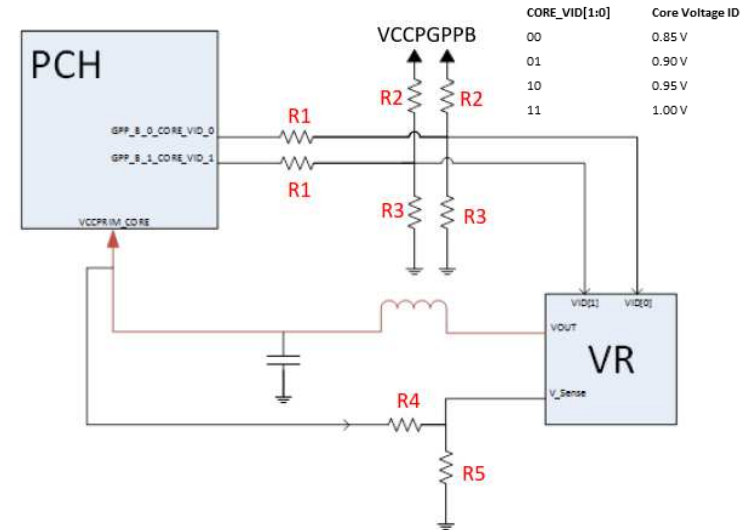 CORE_VID[1:0] Core Voltage ID
00 0.85 V
01 0.90 V
10 0.95 V
11 1.00 V
VCCPGPPB
PCH
R2 R2
R1
GPP_B_0_CORE_VID_0
GPP_B_1_CORE_VID_1
R1
R3 R3
VCCPRIM_CORE
VID[1] VID[0]
VOUT
VR
V_Sense
R4
R5